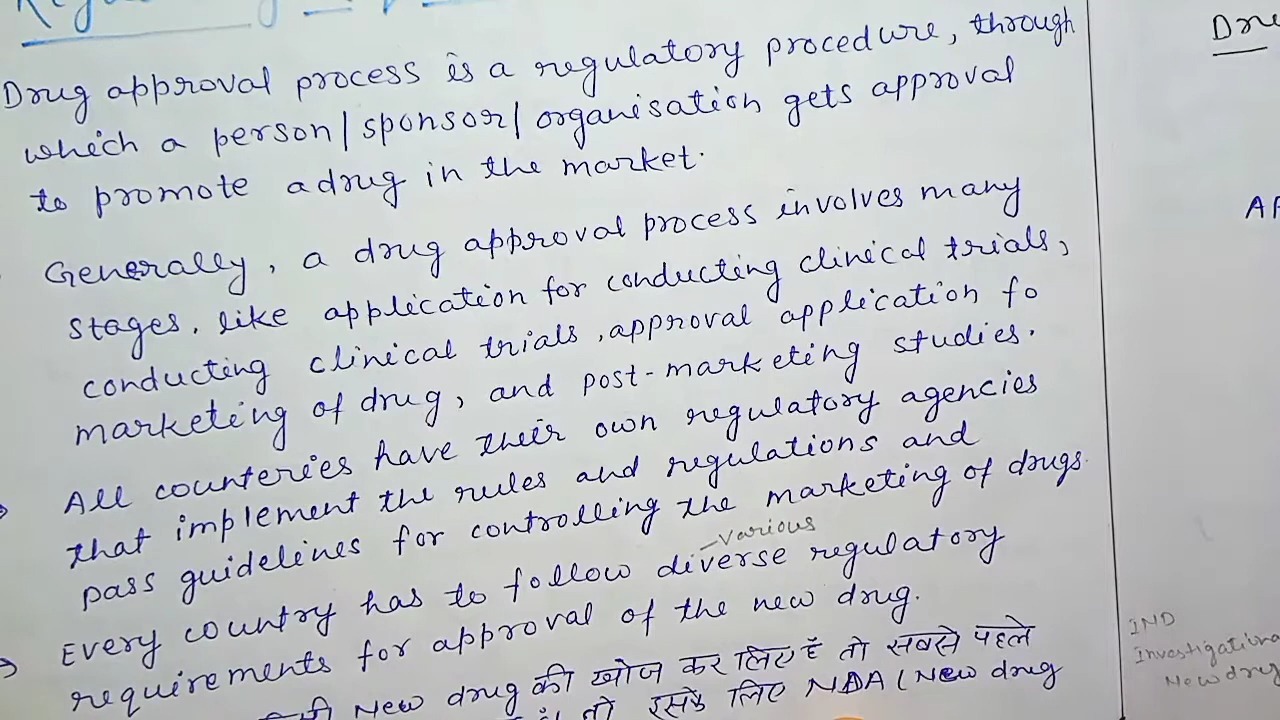 Drug approval process is a regulatory procedure, through
which a person/sponsor/organisation gets approval
to promote a drug in the market.
Generally, a drug approval process involves many
stages, like application for conducting clinical trials,
conducting clinical trials, approval application fo
marketing of drug, and post-marketing studies.
All counteries have their own regulatory agencies
that implement the rules and regulations and
pass guidelines for controlling the marketing of drugs.
- various
Every country has to follow diverse regulatory
requirements for approval of the new drug.
New drug की खोज कर लिए हैं तो सबसे पहले
तो इसके लिए NDA (New drug
Dru
AP
IND
Investigationa
New drug